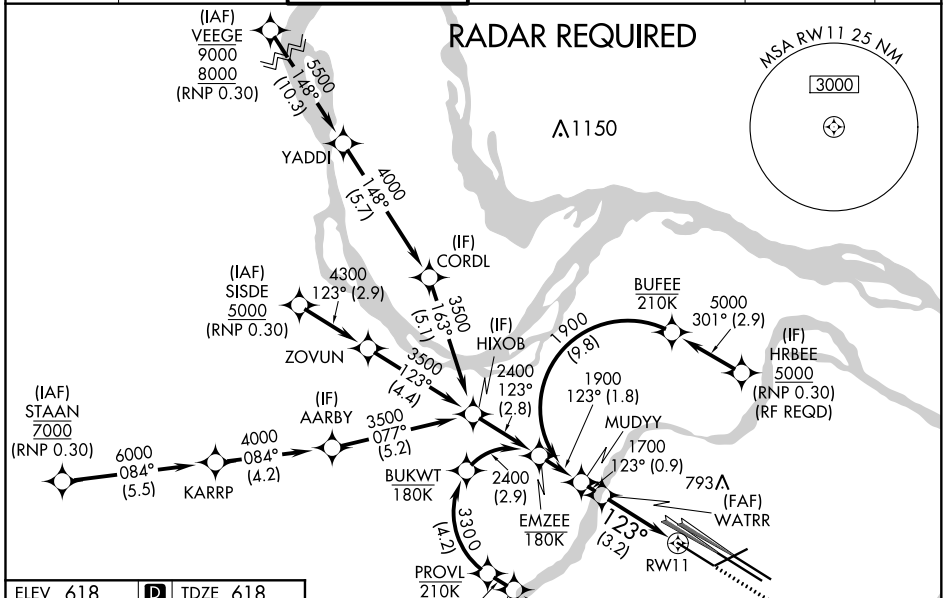 RADAR REQUIRED
MSA RW11 25 NM
3000
1150
(IAF)
VEEGE
9000
8000
(RNP 0.30)
5500
148°
(10.3)
YADDI
4000
148°
(5.7)
(IF)
CORDL
3500
163°
(5.1)
(IAF)
SISDE
5000
(RNP 0.30)
4300
123° (2.9)
ZOVUN
3500
123°
(4.4)
(IF)
HIXOB
2400
123°
(2.8)
BUFEE
210K
5000
301° (2.9)
(IF)
HRBEE
5000
(RNP 0.30)
(RF REQD)
1900
(9.8)
1900
123° (1.8)
MUDYY
1700
123° (0.9)
(IAF)
STAAN
7000
(RNP 0.30)
6000
084°
(5.5)
KARRP
4000
084°
(4.2)
(IF)
AARBY
3500
077°
(5.2)
BUKWT
180K
2400
(2.9)
EMZEE
180K
793
(FAF)
WATRR
123°
(3.2)
RW11
3300
(4.2)
PROVL
210K
ELEV 618
D
TDZE 618